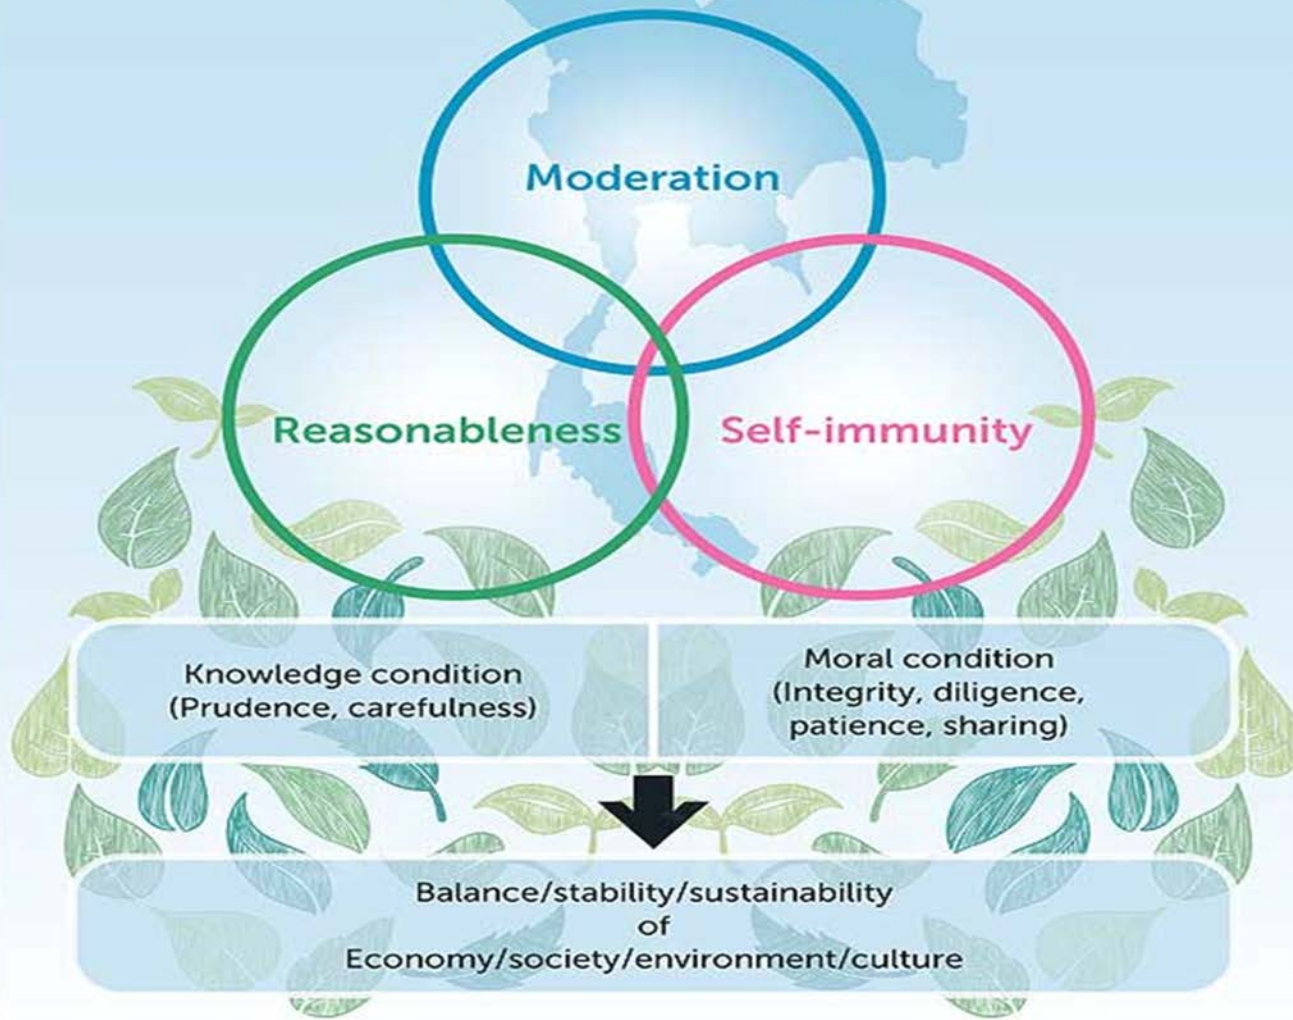 Moderation
Reasonableness
Self-immunity
Knowledge condition
(Prudence, carefulness)
Moral condition
(Integrity, diligence,
patience, sharing)
Balance/stability/sustainability
of
Economy/society/environment/culture